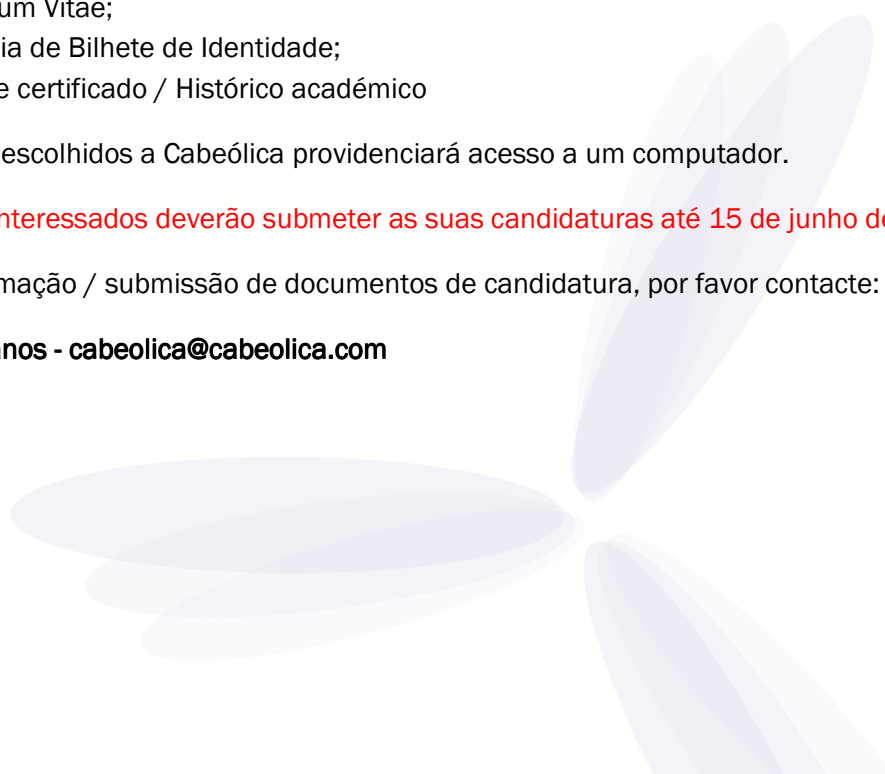 um Vitae;
ia de Bilhete de Identidade;
e certificado / Histórico académico
escolhidos a Cabeólica providenciará acesso a um computador.
nteressados deverão submeter as suas candidaturas até 15 de junho de
mação / submissão de documentos de candidatura, por favor contacte:
nos - cabeolica@cabeolica.com